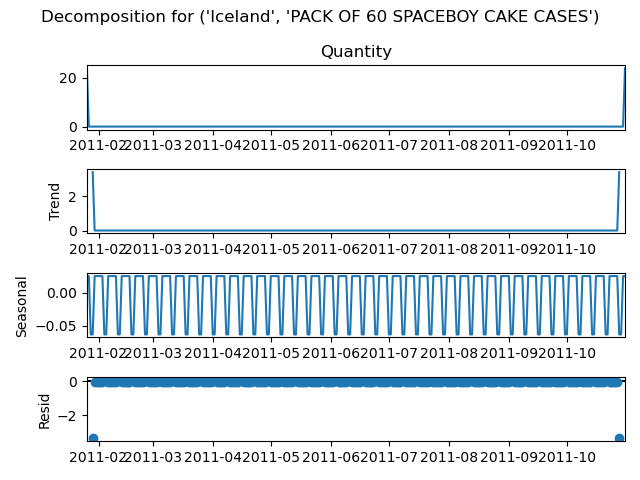 Decomposition for ('Iceland', 'PACK OF 60 SPACEBOY CAKE CASES')
Quantity
20
0
2011-02 2011-03 2011-04 2011-05 2011-06 2011-07 2011-08 2011-09 2011-10
Trend
2
0
2011-02 2011-03 2011-04 2011-05 2011-06 2011-07 2011-08 2011-09 2011-10
Seasonal
0.00
−0.05
2011-02 2011-03 2011-04 2011-05 2011-06 2011-07 2011-08 2011-09 2011-10
Resid
0
−2
2011-02 2011-03 2011-04 2011-05 2011-06 2011-07 2011-08 2011-09 2011-10